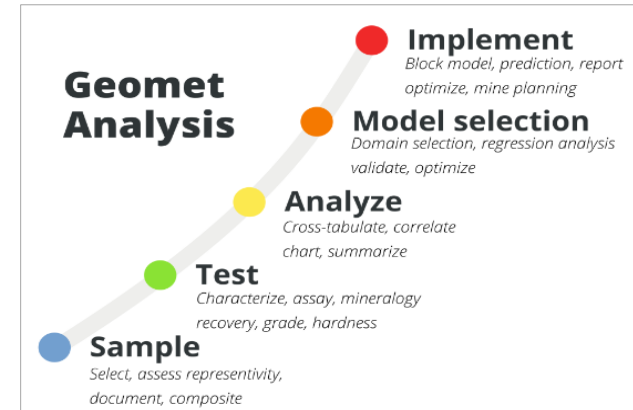 Geomet
Analysis
Implement
Block model, prediction, report
optimize, mine planning
Model selection
Domain selection, regression analysis
validate, optimize
Analyze
Cross-tabulate, correlate
chart, summarize
Test
Characterize, assay, mineralogy
recovery, grade, hardness
Sample
Select, assess representivity,
document, composite